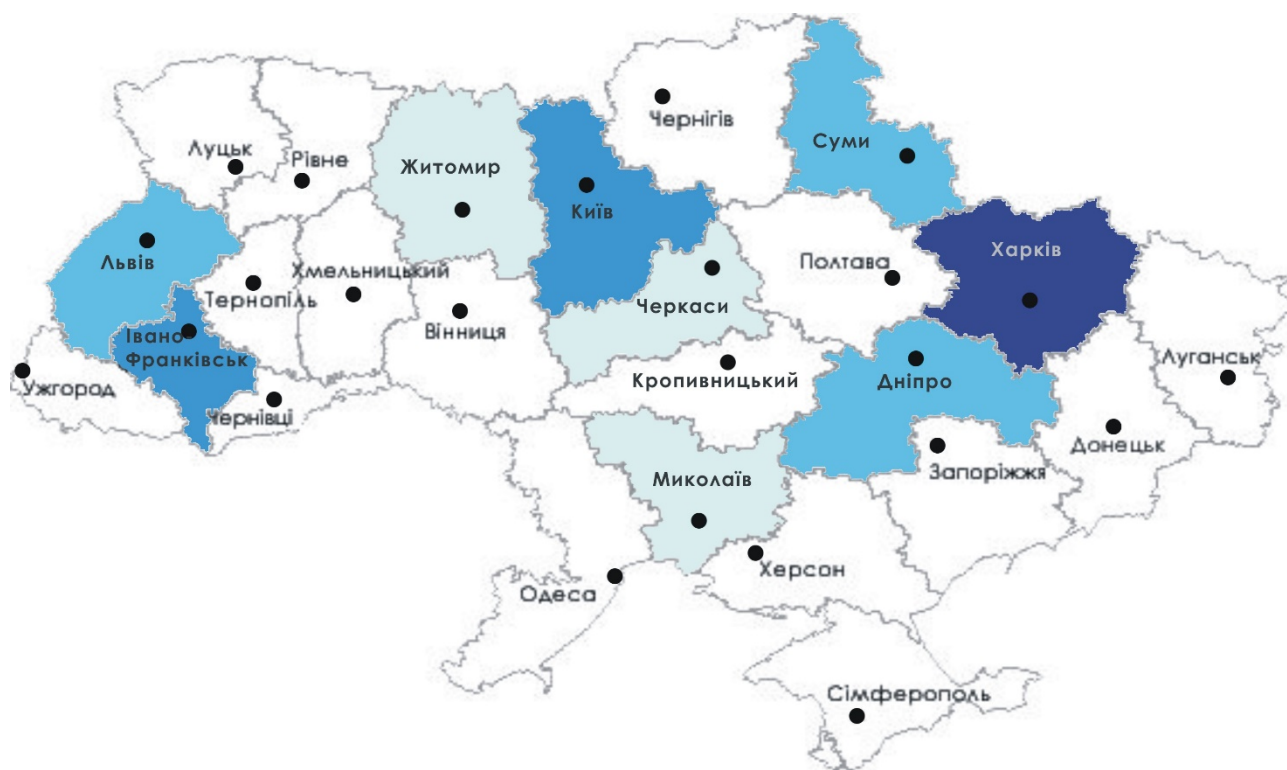 Чернігів
Суми
Луцьк
Рівне
Житомир
Київ
Львів
Тернопіль
Хмельницький
Вінниця
Черкаси
Полтава
Харків
Івано
Франківськ
Ужгород
Чернівці
Кропивницький
Дніпро
Луганськ
Донецьк
Запоріжжя
Миколаїв
Херсон
Одеса
Сімферополь